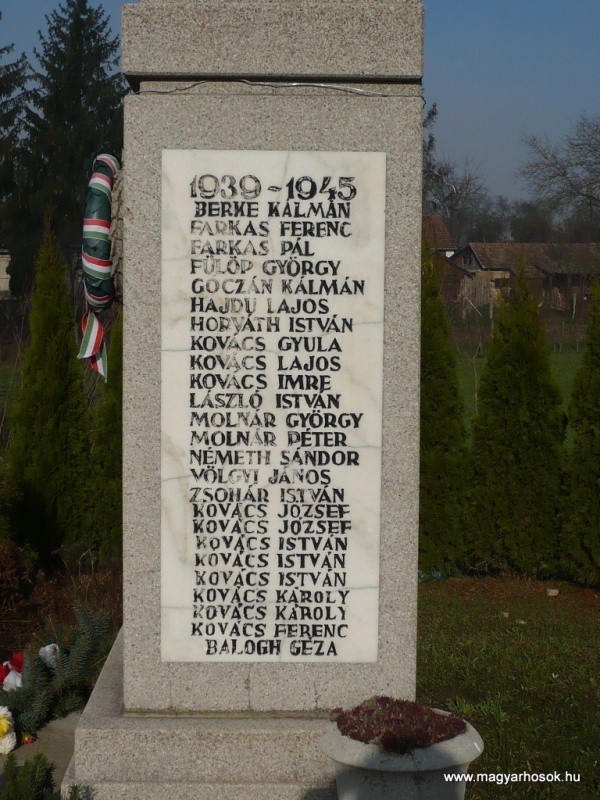 1939-1945
BERKE KÁLMÁN
FARKAS FERENC
FARKAS PÁL
FÜLÖP GYÖRGY
GOCZÁN KÁLMÁN
HAJDU LAJOS
HORVÁTH ISTVÁN
KOVÁCS GYULA
KOVÁCS LAJOS
KOVÁCS IMRE
LÁSZLÓ ISTVÁN
MOLNÁR GYÖRGY
MOLNÁR PÉTER
NÉMETH SÁNDOR
VÖLGYI JÁNOS
ZSOHÁR ISTVÁN
KOVÁCS JÓZSEF
KOVÁCS JÓZSEF
KOVÁCS ISTVÁN
KOVÁCS ISTVÁN
KOVÁCS ISTVÁN
KOVÁCS KÁROLY
KOVÁCS KÁROLY
KOVÁCS FERENC
BALOGH GÉZA
www.magyarhosok.hu